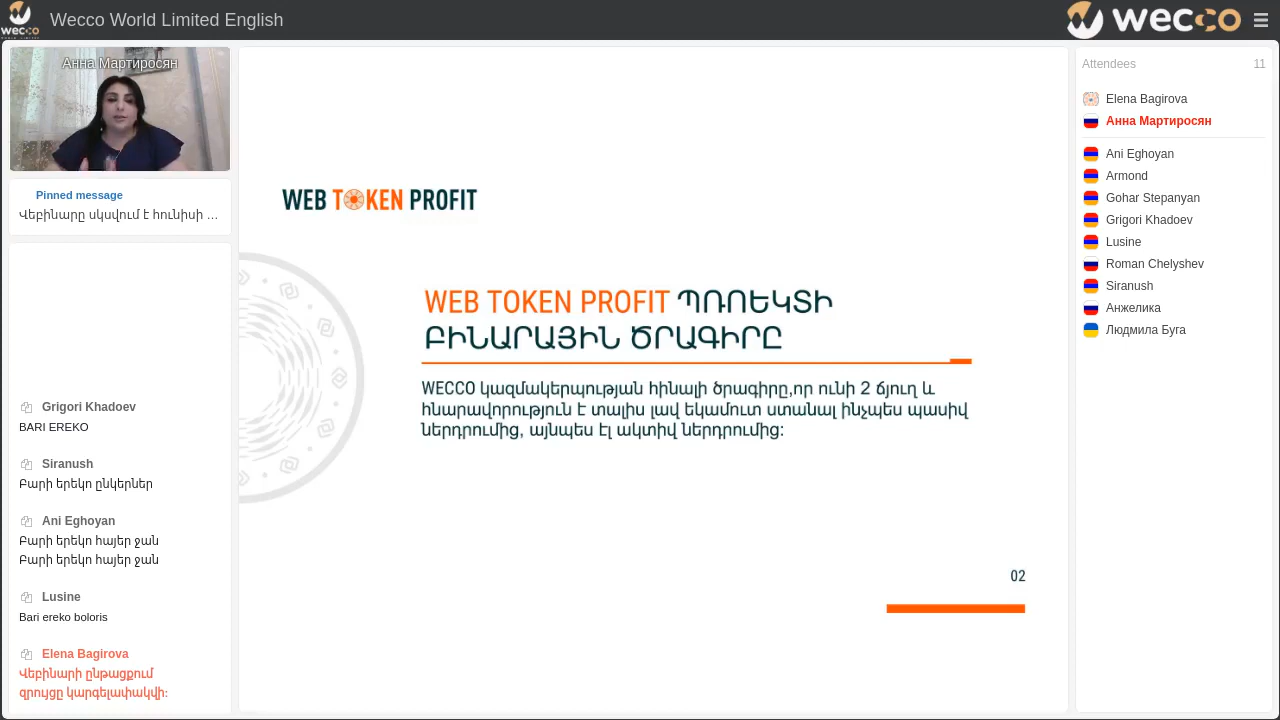 Wecco World Limited English
wecco
wecco
Анна Мартиросян
Pinned message
Վեբինարը սկսվում է հունիսի ...
Grigori Khadoev
BARI EREKO
Siranush
Բարի երեկո ընկերներ
Ani Eghoyan
Բարի երեկո հայեր ջան
Բարի երեկո հայեր ջան
Lusine
Bari ereko boloris
Elena Bagirova
Վեբինարի ընթացքում
զրույցը կարգելափակվի:
WEB TOKEN PROFIT
WEB TOKEN PROFIT ՊՌՈԵԿՏԻ
ԲԻՆԱՐԱՅԻՆ ԾՐԱԳԻՐԸ
WECCO կազմակերպության հինալի ծրագիրը,որ ունի 2 ճյուղ և
հնարավորություն է տալիս լավ եկամուտ ստանալ ինչպես պասիվ
ներդրումից, այնպես էլ ակտիվ ներդրումից:
02
Attendees 11
Elena Bagirova
Анна Мартиросян
Ani Eghoyan
Armond
Gohar Stepanyan
Grigori Khadoev
Lusine
Roman Chelyshev
Siranush
Анжелика
Людмила Буга